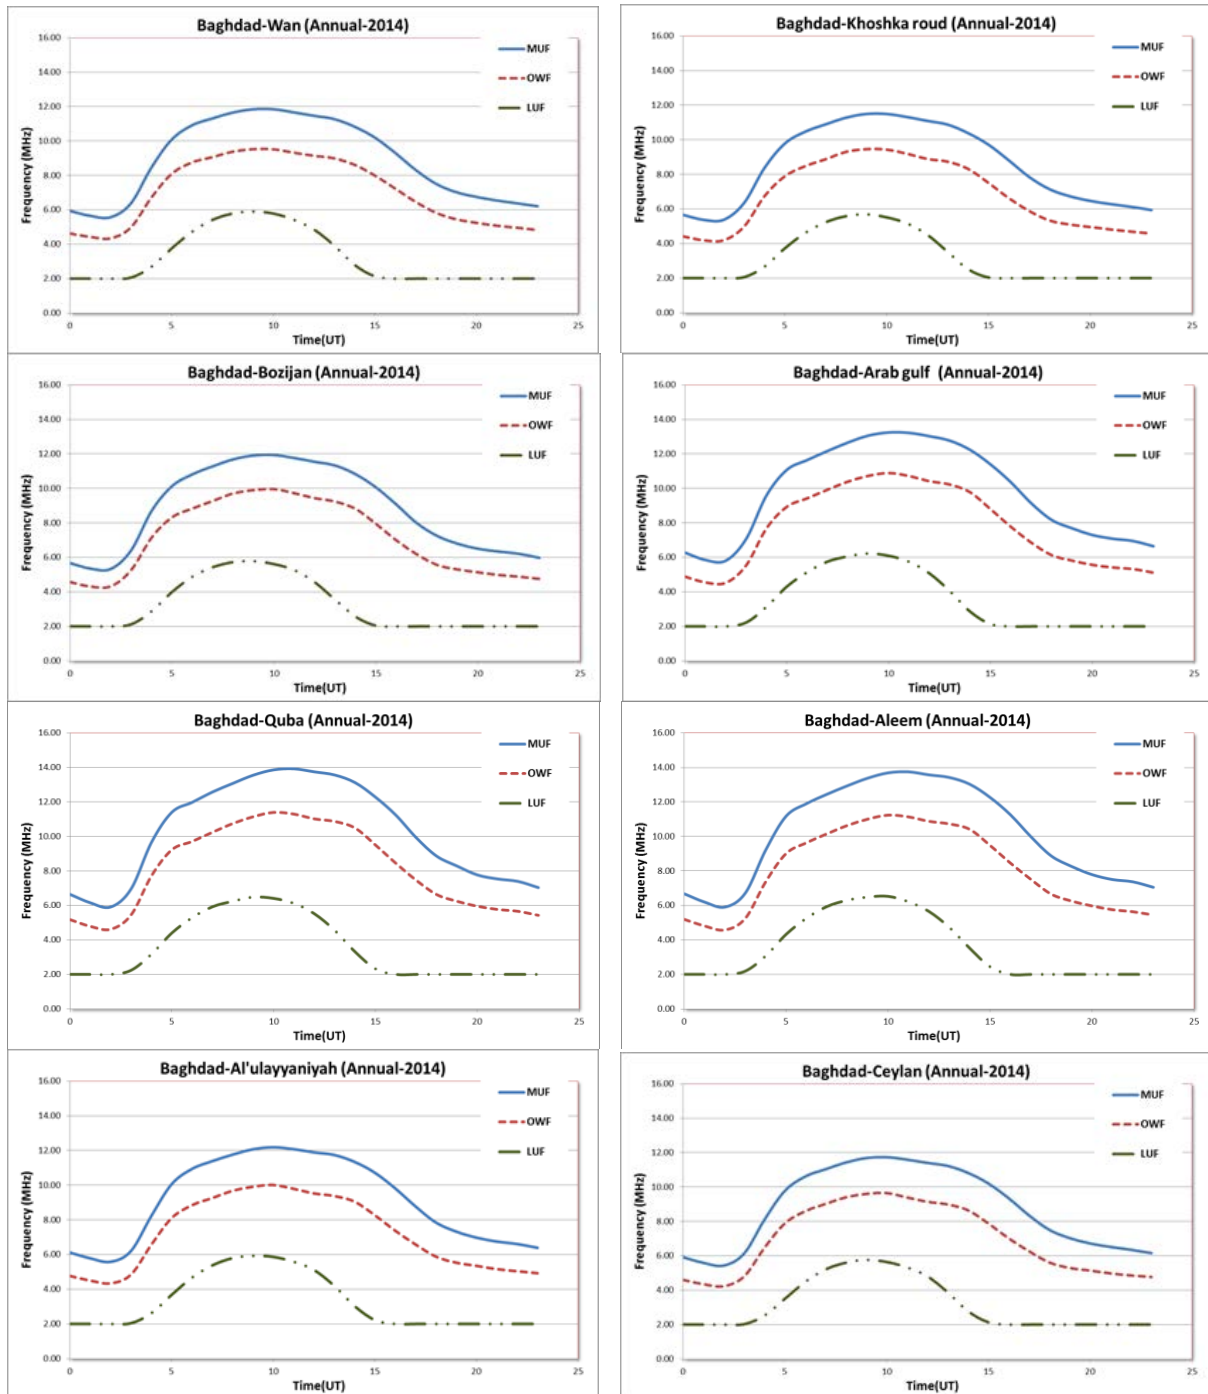 Baghdad-Wan (Annual-2014)
16.00
14.00
12.00
10.00
8.00
6.00
4.00
2.00
0.00
Frequency (MHz)
0 5 10 15 20 25
Time(UT)
MUF
OWF
LUF
Baghdad-Khoshka roud (Annual-2014)
16.00
14.00
12.00
10.00
8.00
6.00
4.00
2.00
0.00
Frequency (MHz)
0 5 10 15 20 25
Time(UT)
MUF
OWF
LUF
Baghdad-Bozijan (Annual-2014)
16.00
14.00
12.00
10.00
8.00
6.00
4.00
2.00
0.00
Frequency (MHz)
0 5 10 15 20 25
Time(UT)
MUF
OWF
LUF
Baghdad-Arab gulf (Annual-2014)
16.00
14.00
12.00
10.00
8.00
6.00
4.00
2.00
0.00
Frequency (MHz)
0 5 10 15 20 25
Time(UT)
MUF
OWF
LUF
Baghdad-Quba (Annual-2014)
16.00
14.00
12.00
10.00
8.00
6.00
4.00
2.00
0.00
Frequency (MHz)
0 5 10 15 20 25
Time(UT)
MUF
OWF
LUF
Baghdad-Aleem (Annual-2014)
16.00
14.00
12.00
10.00
8.00
6.00
4.00
2.00
0.00
Frequency (MHz)
0 5 10 15 20 25
Time(UT)
MUF
OWF
LUF
Baghdad-Al'ulayyaniyah (Annual-2014)
16.00
14.00
12.00
10.00
8.00
6.00
4.00
2.00
0.00
Frequency (MHz)
0 5 10 15 20 25
Time(UT)
MUF
OWF
LUF
Baghdad-Ceylan (Annual-2014)
16.00
14.00
12.00
10.00
8.00
6.00
4.00
2.00
0.00
Frequency (MHz)
0 5 10 15 20 25
Time(UT)
MUF
OWF
LUF